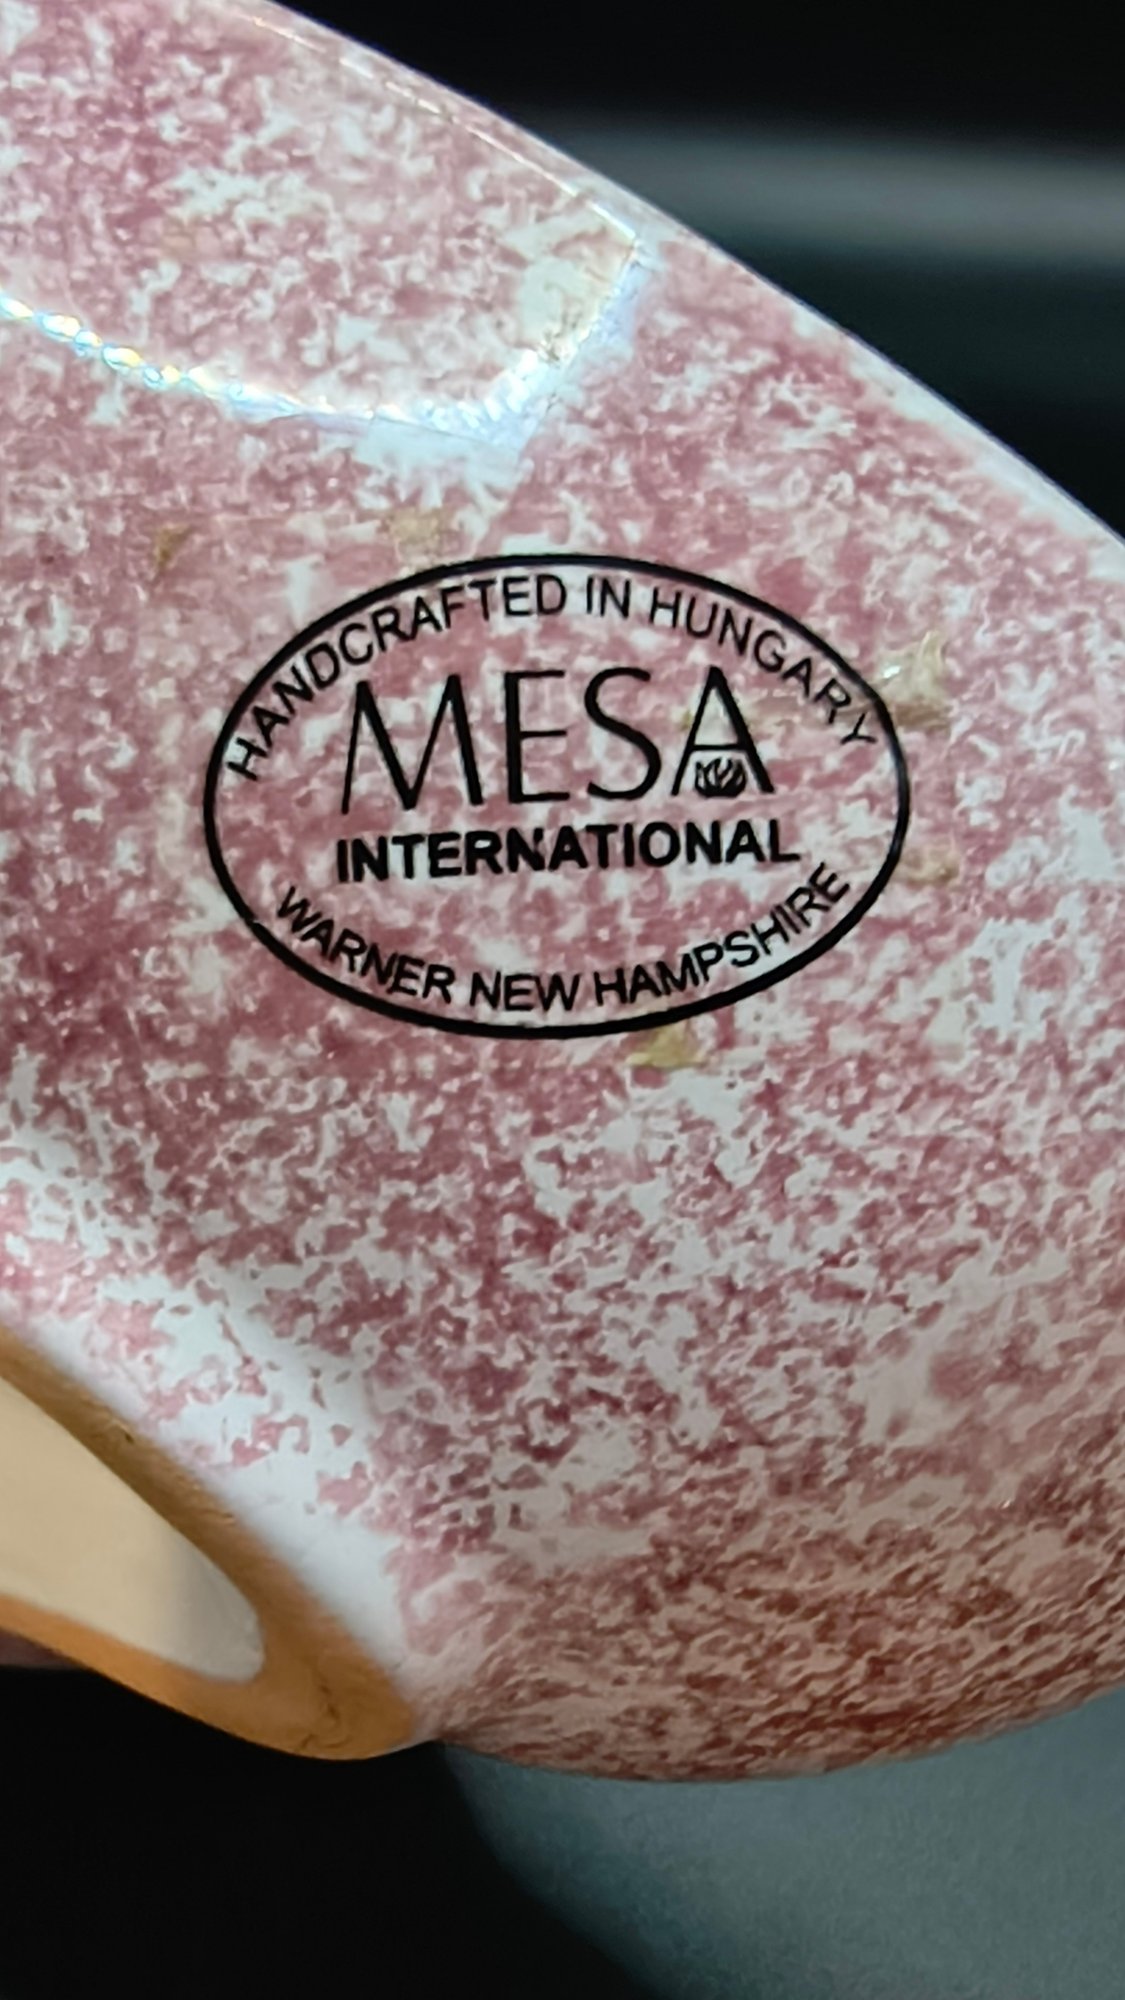 HANDCRAFTED IN HUNGARY
MESA
INTERNATIONAL
WARNER NEW HAMPSHIRE